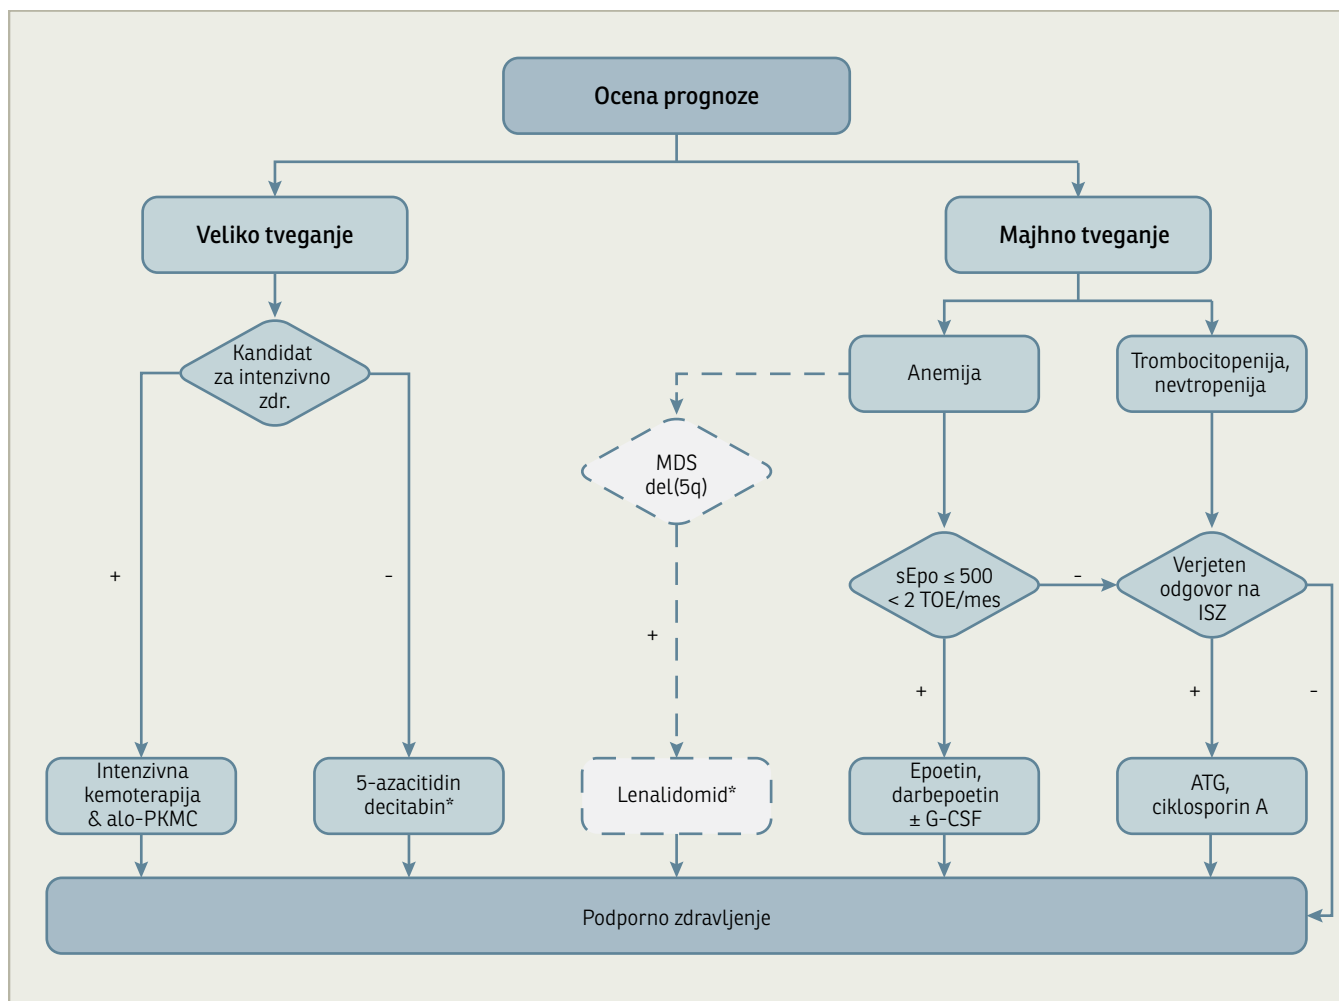 Ocena prognoze
Veliko tveganje
Majhno tveganje
Kandidat
za intenzivno
zdr.
Anemija
Trombocitopenija,
nevtropenija
MDS
del(5q)
+
-
+
sEpo ≤ 500
< 2 TOE/mes
-
Verjeten
odgovor na
ISZ
+
+
-
Intenzivna
kemoterapija
& alo-PKMC
5-azacitidin
decitabin*
Lenalidomid*
Epoetin,
darbepoetin
± G-CSF
ATG,
ciklosporin A
Podporno zdravljenje